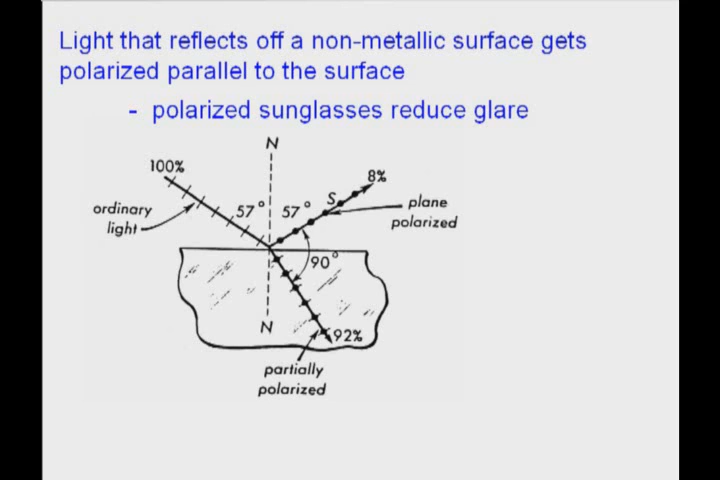 Light that reflects off a non-metallic surface gets
polarized parallel to the surface
- polarized sunglasses reduce glare
N
100%
8%
S
57°
57°
plane
polarized
ordinary
light
90°
N
92%
partially
polarized